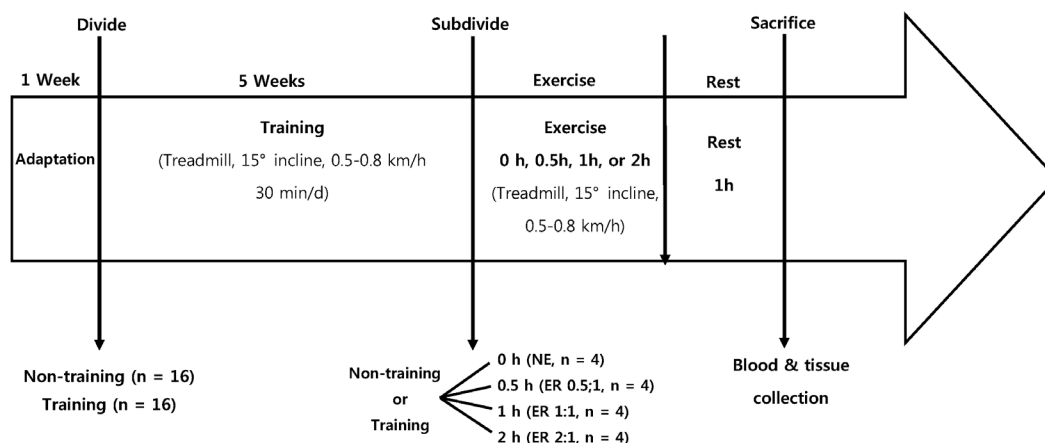 Divide
Subdivide
Sacrifice
1 Week
5 Weeks
Exercise
Rest
Adaptation
Training
(Treadmill, 15° incline, 0.5-0.8 km/h
30 min/d)
Exercise
0 h, 0.5h, 1h, or 2h
(Treadmill, 15° incline,
0.5-0.8 km/h)
Rest
1h
Non-training (n = 16)
Training (n = 16)
Non-training
or
Training
0 h (NE, n = 4)
0.5 h (ER 0.5;1, n = 4)
1 h (ER 1:1, n = 4)
2 h (ER 2:1, n = 4)
Blood & tissue
collection